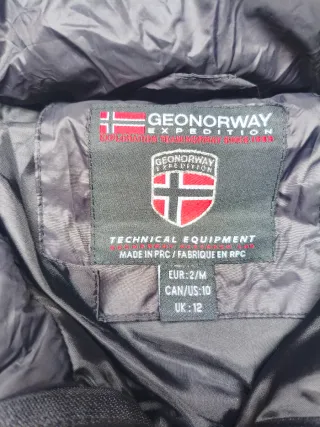 GEONORWAY
EXPEDITION
GEONORWAY
EXPEDITION
TECHNICAL EQUIPMENT
MADE IN PRC / FABRIQUE EN RPC
EUR: 2/M
CAN/US: 10
UK: 12